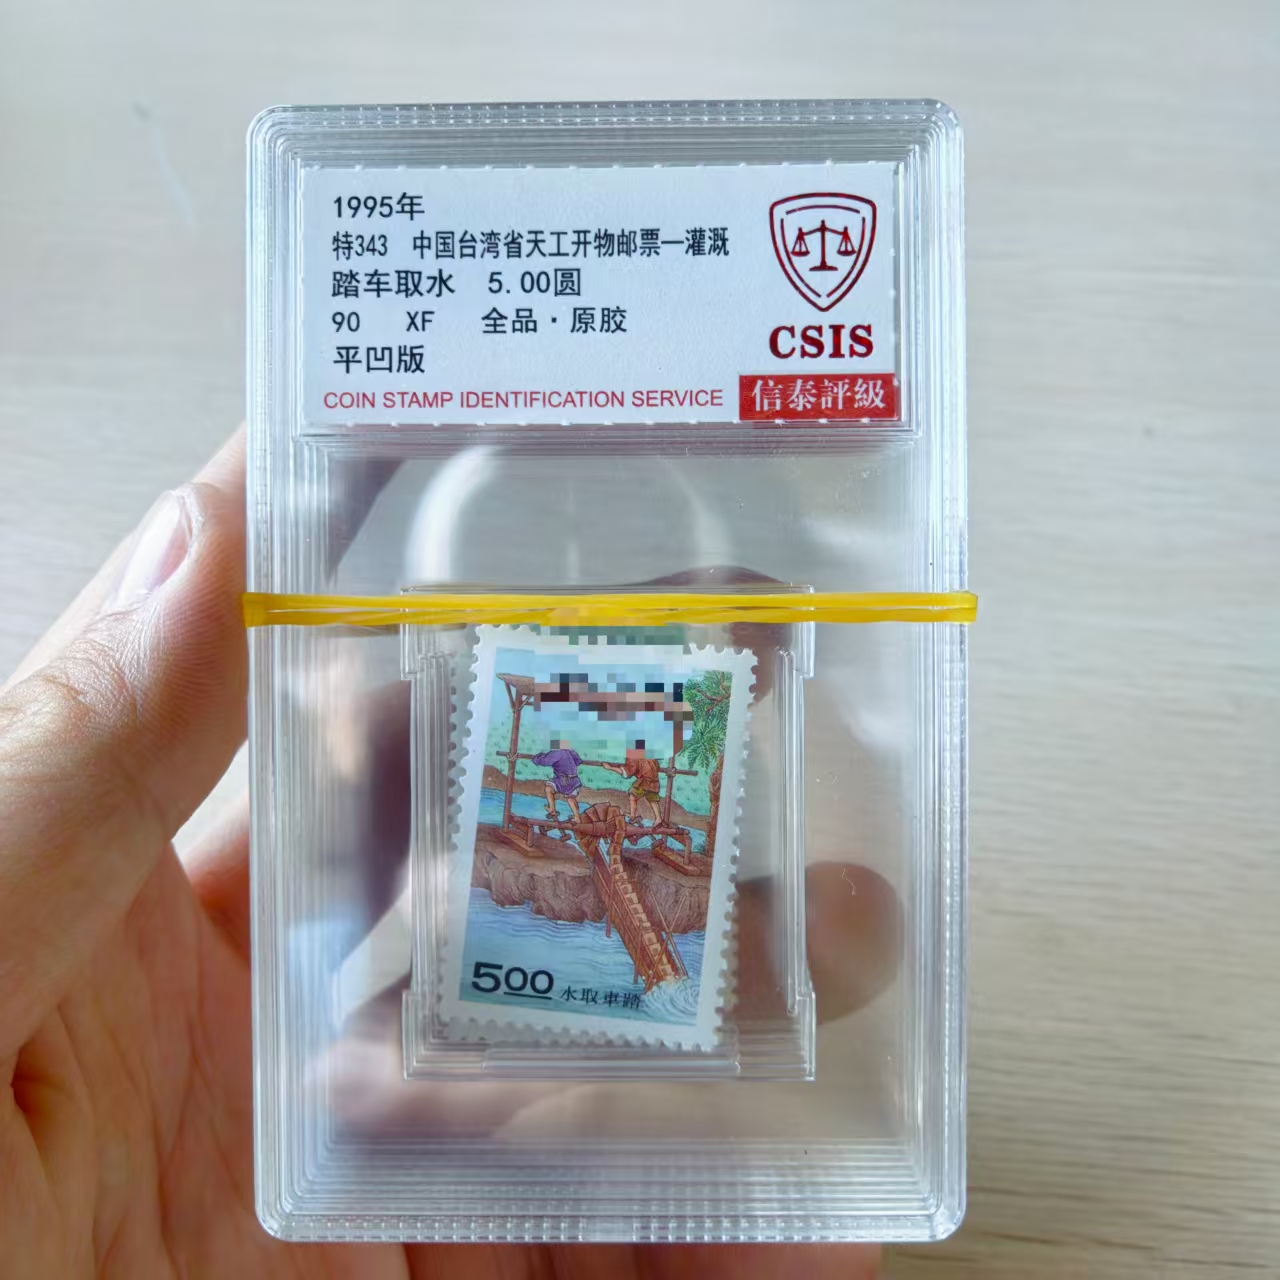 1995年
特343 中国台湾省天工开物邮票一灌溉
踏车取水 5.00圆
90 XF 全品·原胶
平凹版
COIN STAMP IDENTIFICATION SERVICE
CSIS
信泰評級
500
水取車踏